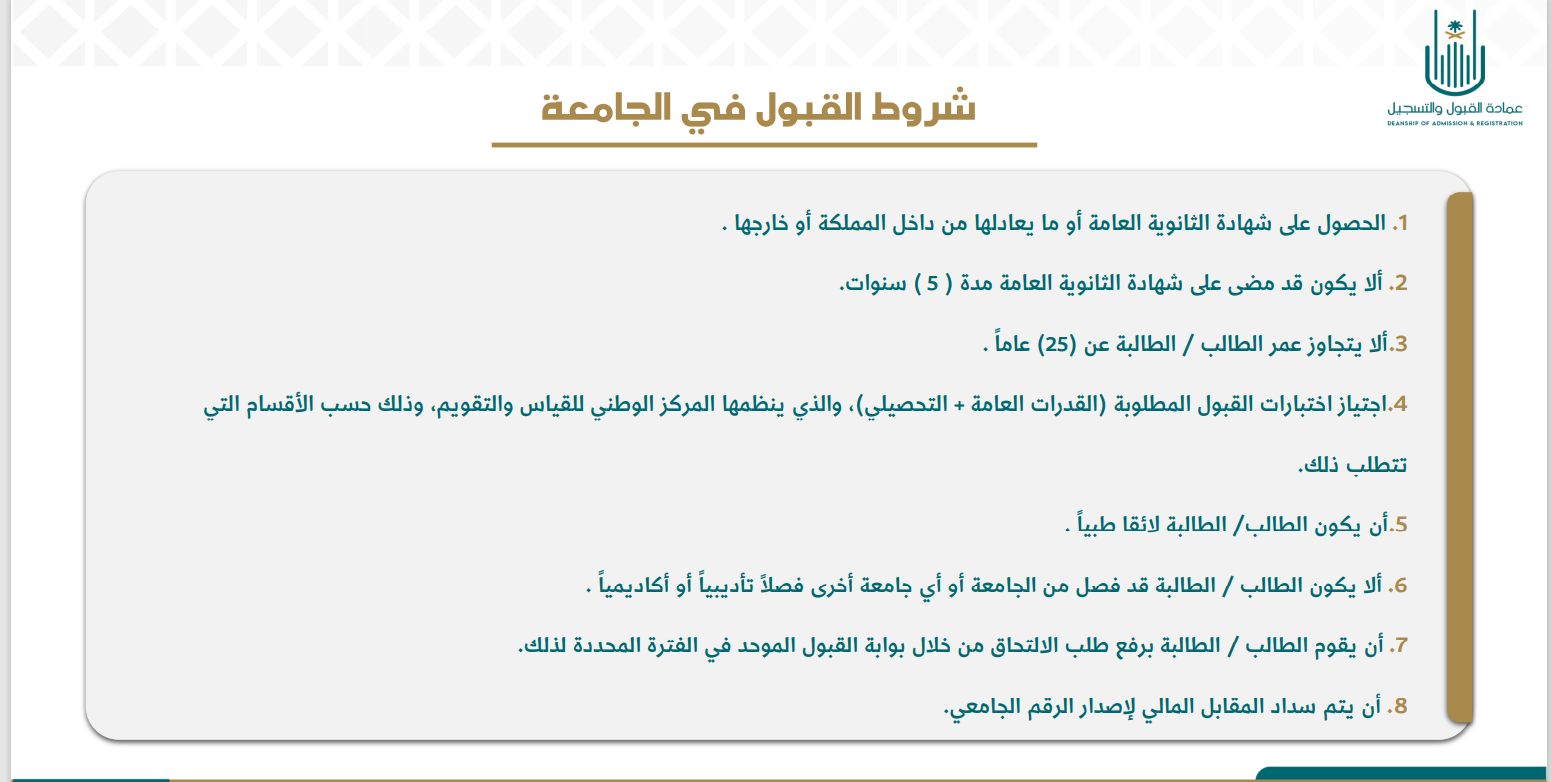 عمادة القبول والتسجيل
DEANSHIP OF ADMISSION & REGISTRATION
شروط القبول في الجامعة
1. الحصول على شهادة الثانوية العامة أو ما يعادلها من داخل المملكة أو خارجها .
2. ألا يكون قد مضى على شهادة الثانوية العامة مدة ( 5 ) سنوات.
3.ألا يتجاوز عمر الطالب / الطالبة عن (25) عاماً .
4.اجتياز اختبارات القبول المطلوبة (القدرات العامة + التحصيلي)، والذي ينظمها المركز الوطني للقياس والتقويم، وذلك حسب الأقسام التي
تتطلب ذلك.
5.أن يكون الطالب/ الطالبة لائقا طبياً .
6. ألا يكون الطالب / الطالبة قد فصل من الجامعة أو أي جامعة أخرى فصلاً تأديبياً أو أكاديمياً .
7. أن يقوم الطالب / الطالبة برفع طلب الالتحاق من خلال بوابة القبول الموحد في الفترة المحددة لذلك.
8. أن يتم سداد المقابل المالي لإصدار الرقم الجامعي.